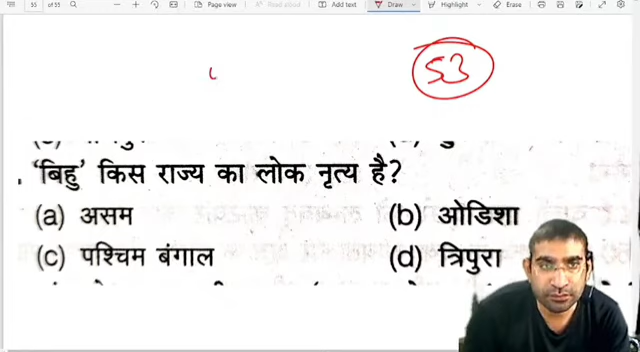 55 of 55 Page view Read aloud Add text Draw Highlight Erase
53
'बिहु' किस राज्य का लोक नृत्य है?
(a) असम (b) ओडिशा
(c) पश्चिम बंगाल (d) त्रिपुरा